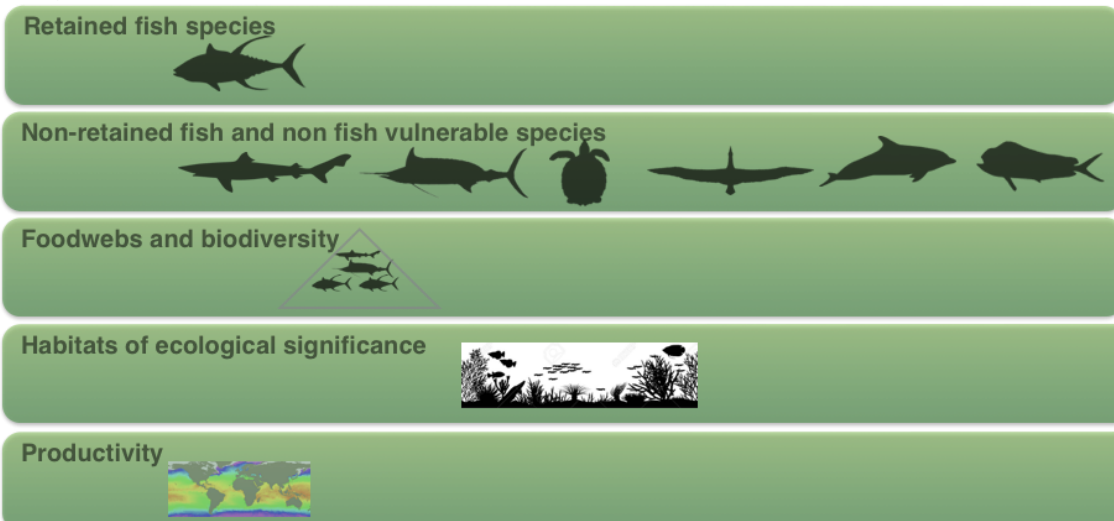 Retained fish species
Non-retained fish and non fish vulnerable species
Foodwebs and biodiversity
Habitats of ecological significance
Productivity